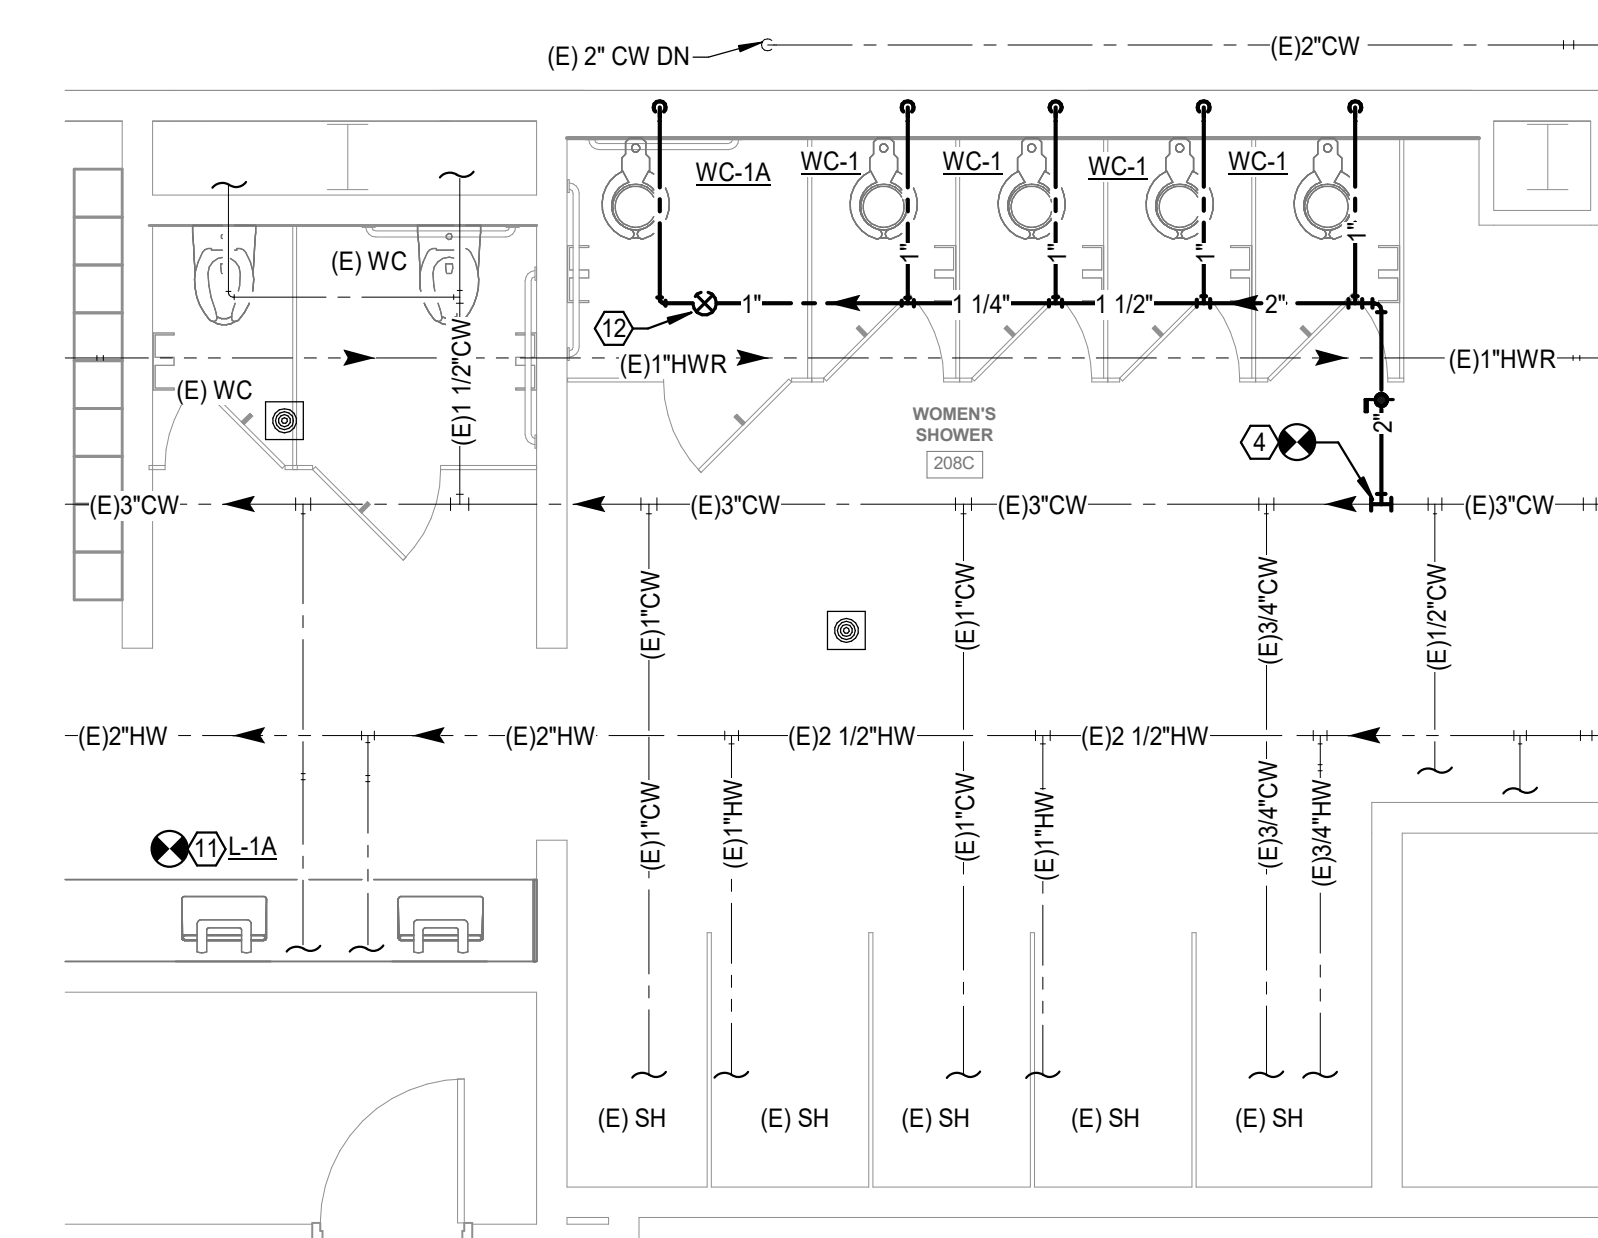 (E) 2" CW DN
(E)2"CW
WC-1A
WC-1
WC-1
WC-1
WC-1
(E) WC
1"
1"
1"
1"
1"
1 1/4"
1 1/2"
2"
12
(E)1"HWR
(E)1"HWR
(E) WC
(E)1 1/2"CW
WOMEN'S
SHOWER
208C
4
2"
(E)3"CW
(E)3"CW
(E)3"CW
(E)3"CW
(E)1"CW
(E)1"CW
(E)3/4"CW
(E)1/2"CW
(E)2"HW
(E)2"HW
(E)2 1/2"HW
(E)2 1/2"HW
(E)1"CW
(E)1"HW
(E)1"CW
(E)1"HW
(E)3/4"CW
(E)3/4"HW
11
L-1A
(E) SH
(E) SH
(E) SH
(E) SH
(E) SH